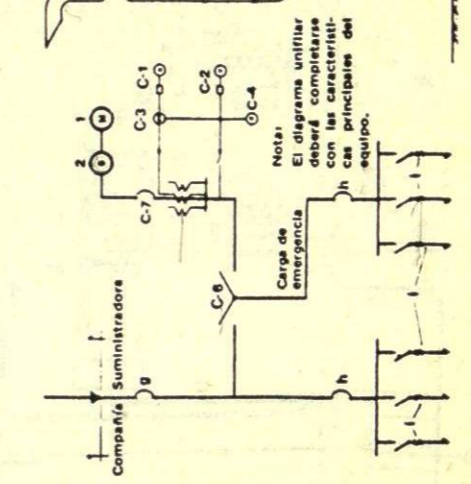 Compañía Suministradora
g
h
C-6
Carga de
emergencia
h
C-7
2
1
B
M
C-1
C-3
C-2
C-4
Nota:
El diagrama unifilar
deberá completarse
con las característi-
cas principales del
equipo.